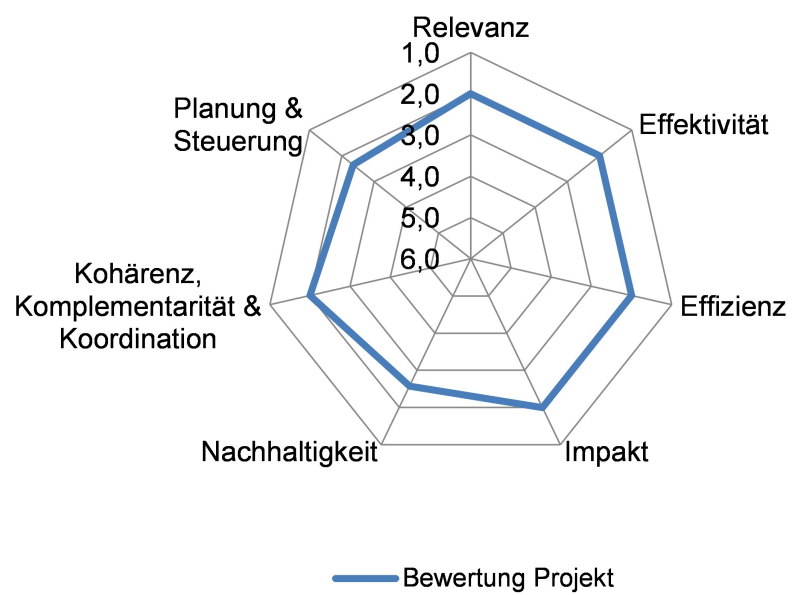 Relevanz
1,0
2,0
3,0
4,0
5,0
6,0
Effektivität
Effizienz
Impakt
Nachhaltigkeit
Kohärenz,
Komplementarität &
Koordination
Planung &
Steuerung
Bewertung Projekt